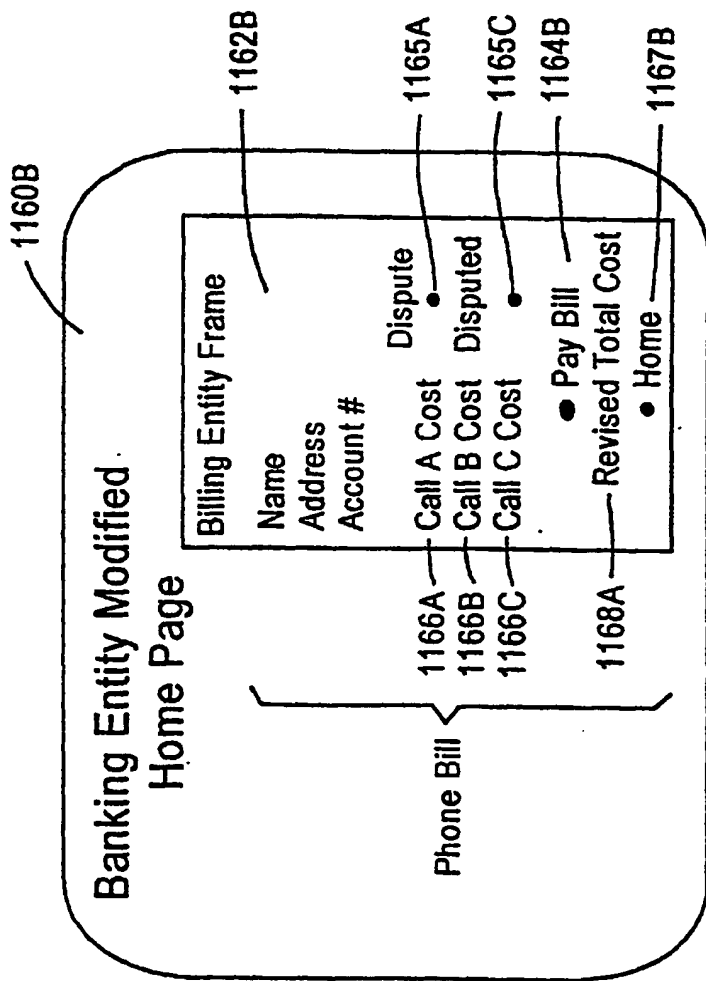 1160B
Banking Entity Modified
Home Page
Billing Entity Frame
1162B
Name
Address
Account #
Dispute
1166A Call A Cost 1165A
1166B Call B Cost Disputed
1166C Call C Cost 1165C
Pay Bill 1164B
1168A Revised Total Cost
Home 1167B
Phone Bill